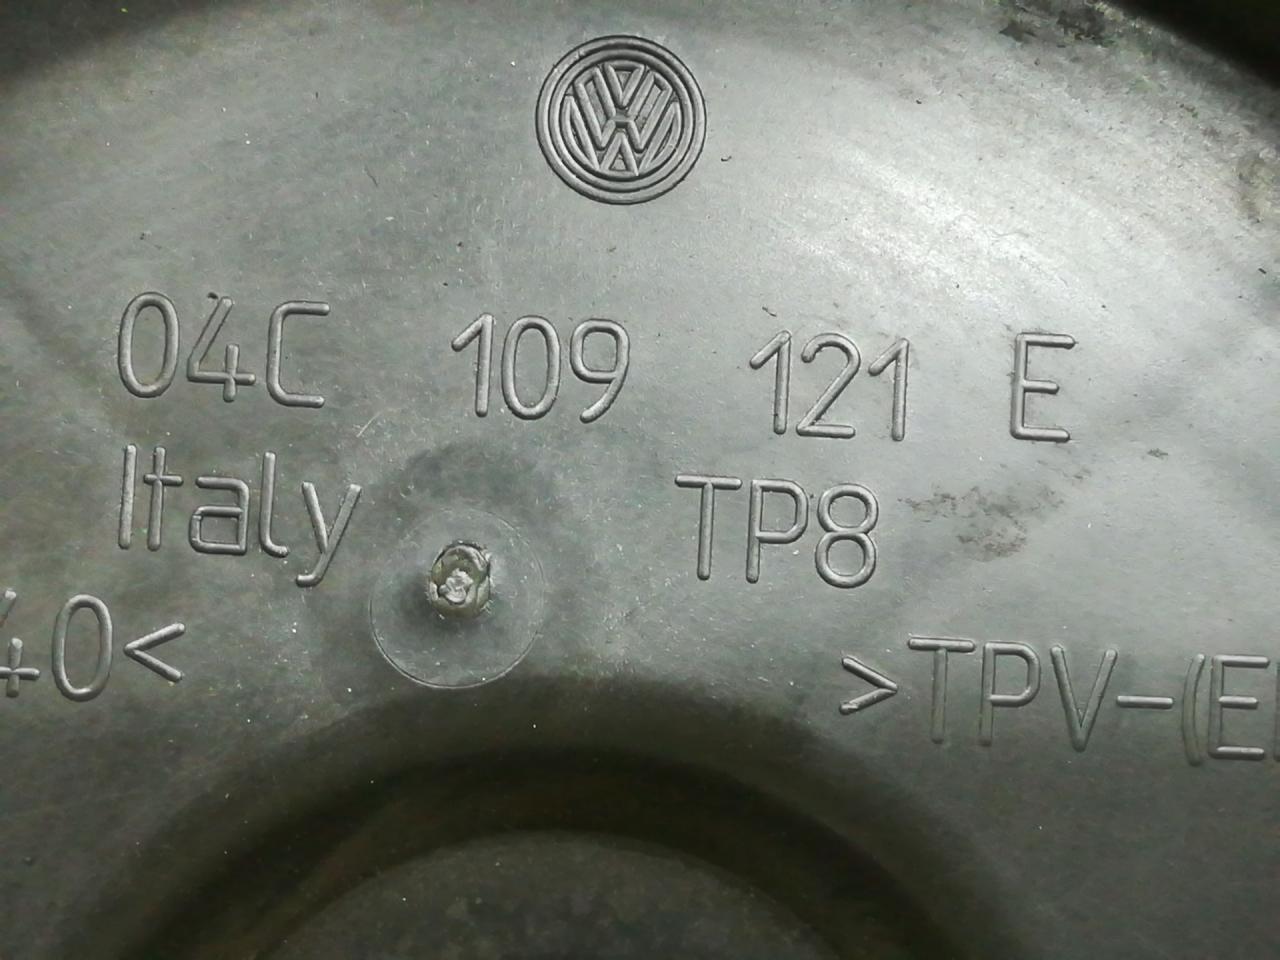 04C 109 121 E
Italy TP8
40< >TPV-(E